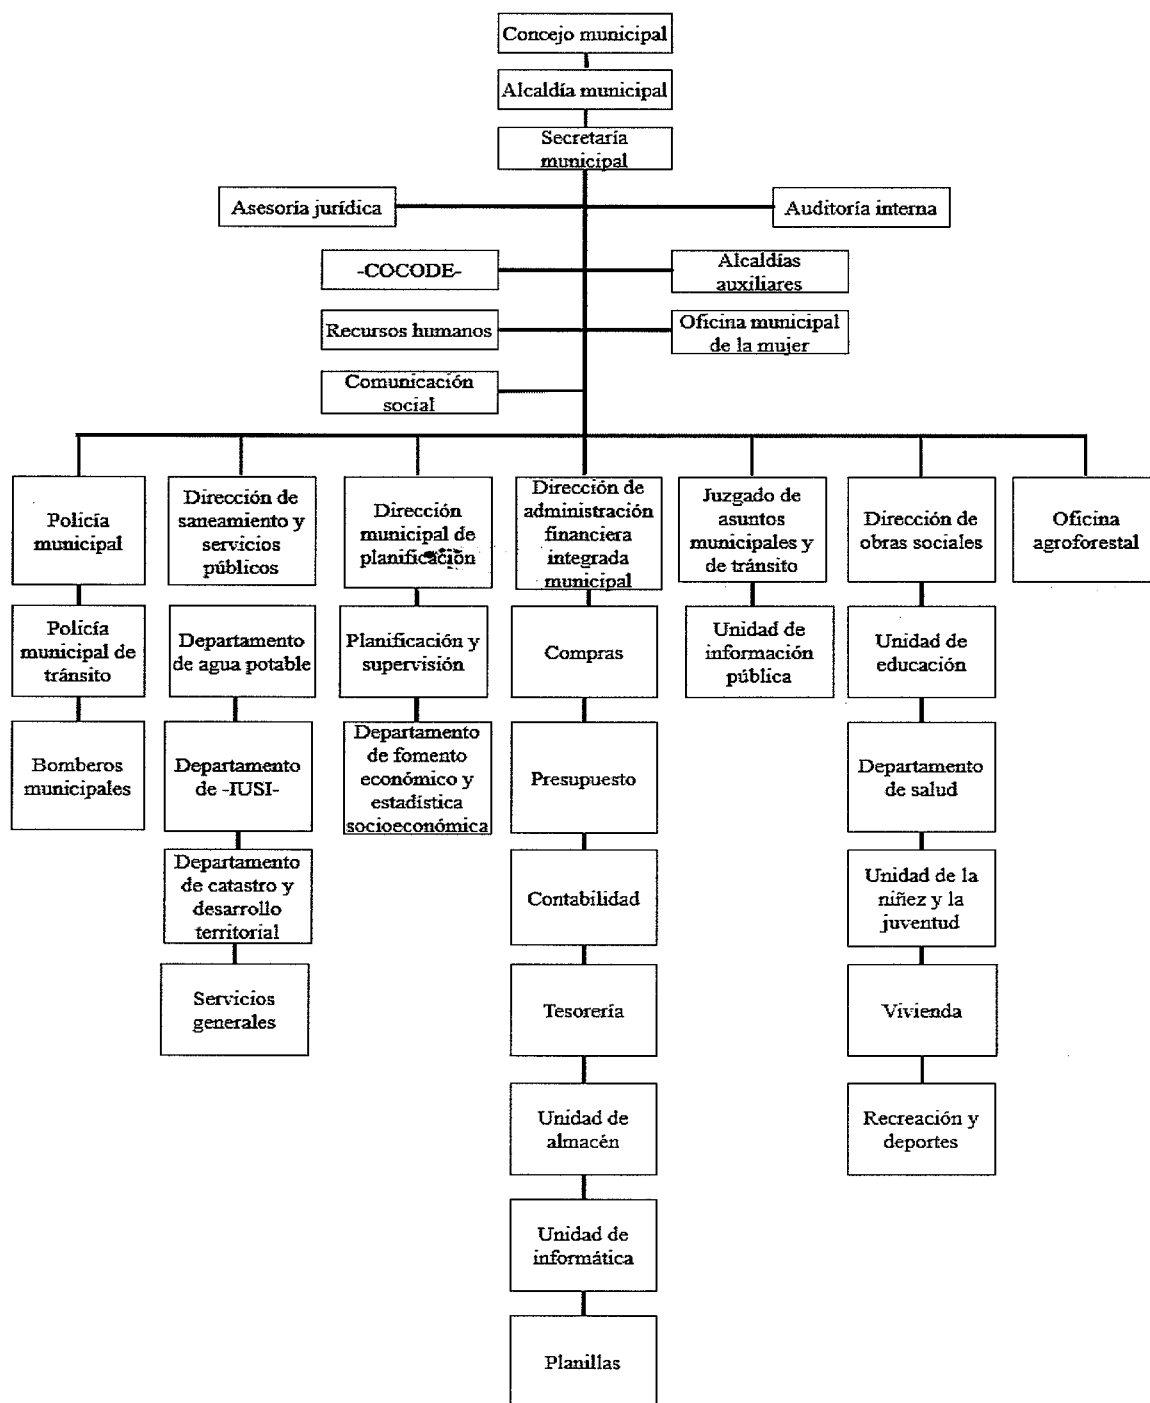 Concejo municipal
Alcaldía municipal
Secretaría
municipal
Asesoría jurídica
Auditoría interna
-COCODE-
Alcaldías
auxiliares
Recursos humanos
Oficina municipal
de la mujer
Comunicación
social
Policía
municipal
Dirección de
saneamiento y
servicios
públicos
Dirección
municipal de
planificación
Dirección de
administración
financiera
integrada
municipal
Juzgado de
asuntos
municipales y
de tránsito
Dirección de
obras sociales
Oficina
agroforestal
Policía
municipal de
tránsito
Departamento
de agua potable
Planificación y
supervisión
Compras
Unidad de
información
pública
Unidad de
educación
Bomberos
municipales
Departamento
de -IUSI-
Departamento
de fomento
económico y
estadística
socioeconómica
Presupuesto
Departamento
de salud
Departamento
de catastro y
desarrollo
territorial
Contabilidad
Unidad de la
niñez y la
juventud
Servicios
generales
Tesorería
Vivienda
Unidad de
almacén
Recreación y
deportes
Unidad de
informática
Planillas